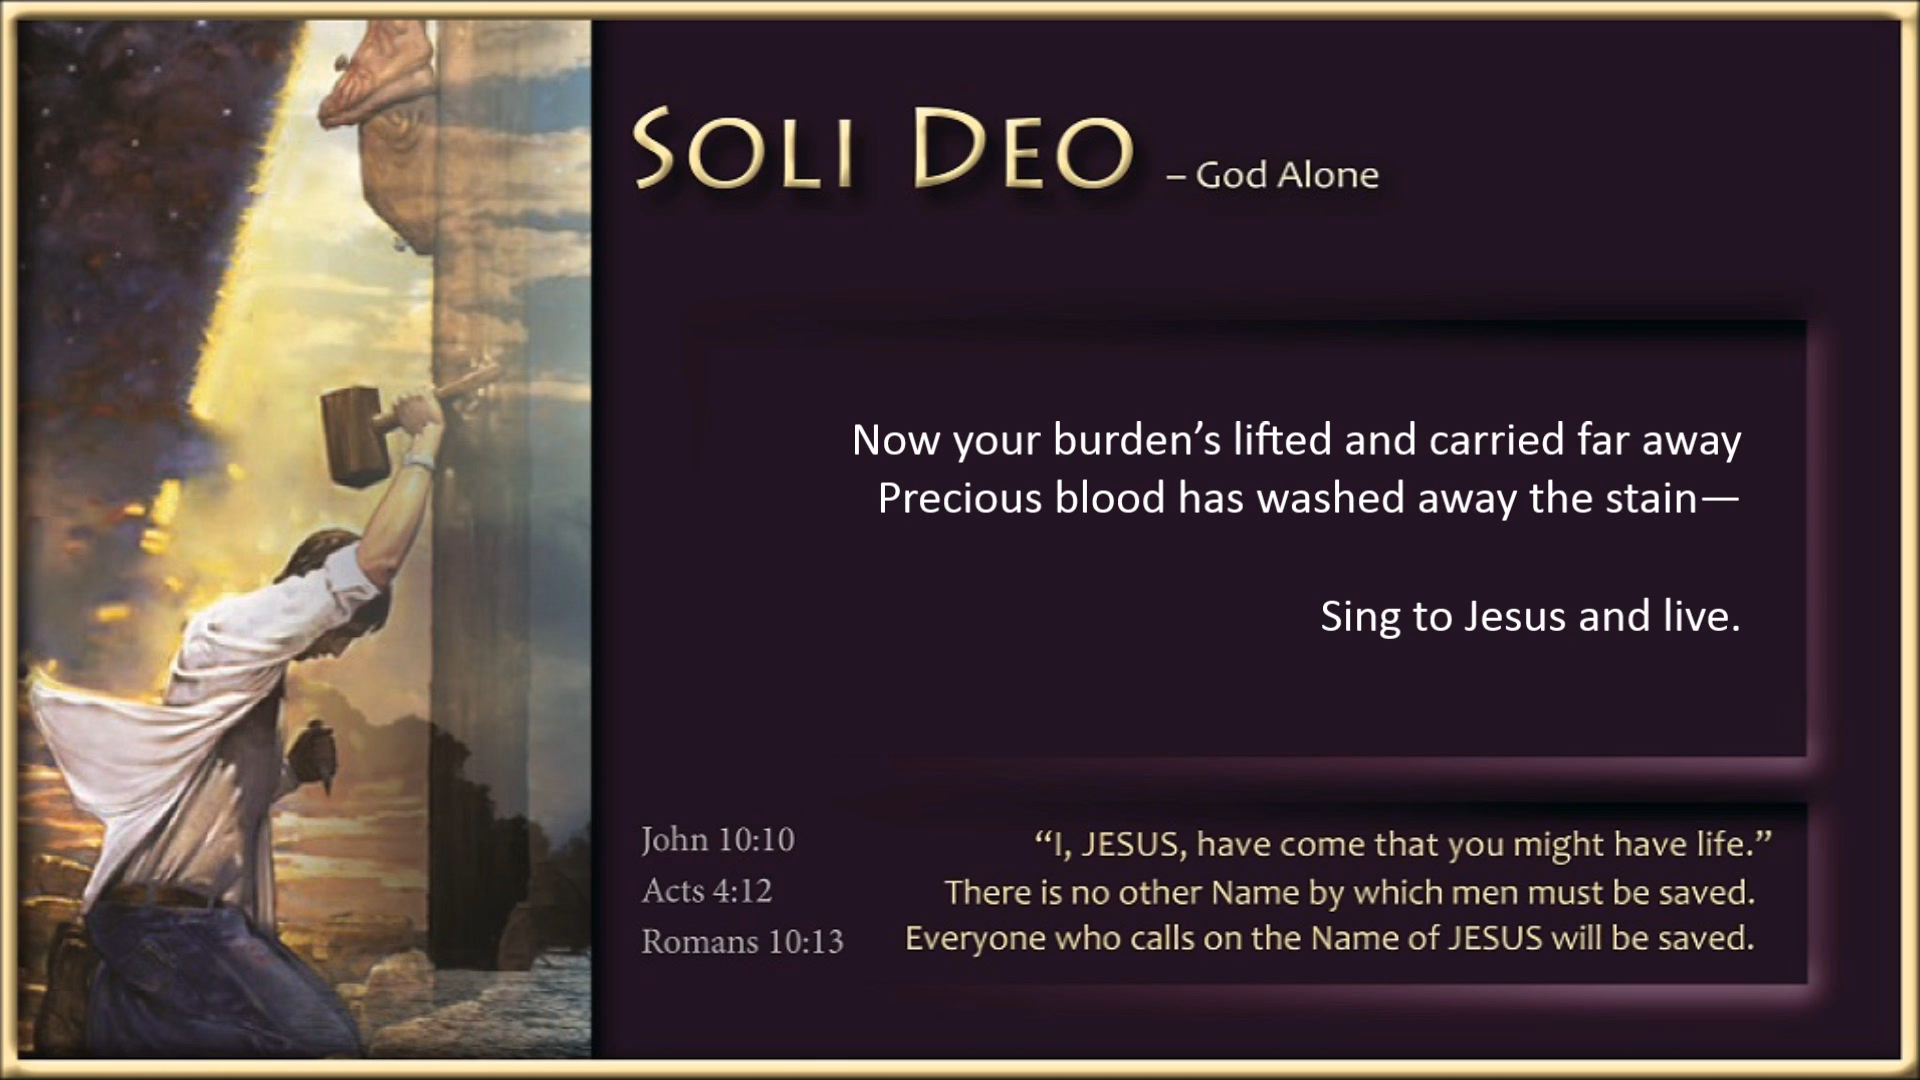 SOLI DEO – God Alone
Now your burden’s lifted and carried far away
Precious blood has washed away the stain—
Sing to Jesus and live.
John 10:10 “I, JESUS, have come that you might have life.”
Acts 4:12 There is no other Name by which men must be saved.
Romans 10:13 Everyone who calls on the Name of JESUS will be saved.